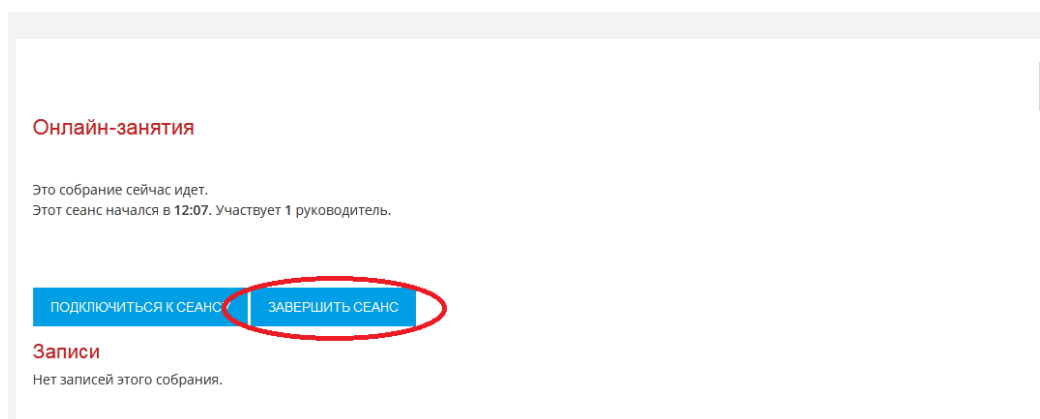 Онлайн-занятия
Это собрание сейчас идет.
Этот сеанс начался в 12:07. Участвует 1 руководитель.
ПОДКЛЮЧИТЬСЯ К СЕАНСУ ЗАВЕРШИТЬ СЕАНС
Записи
Нет записей этого собрания.